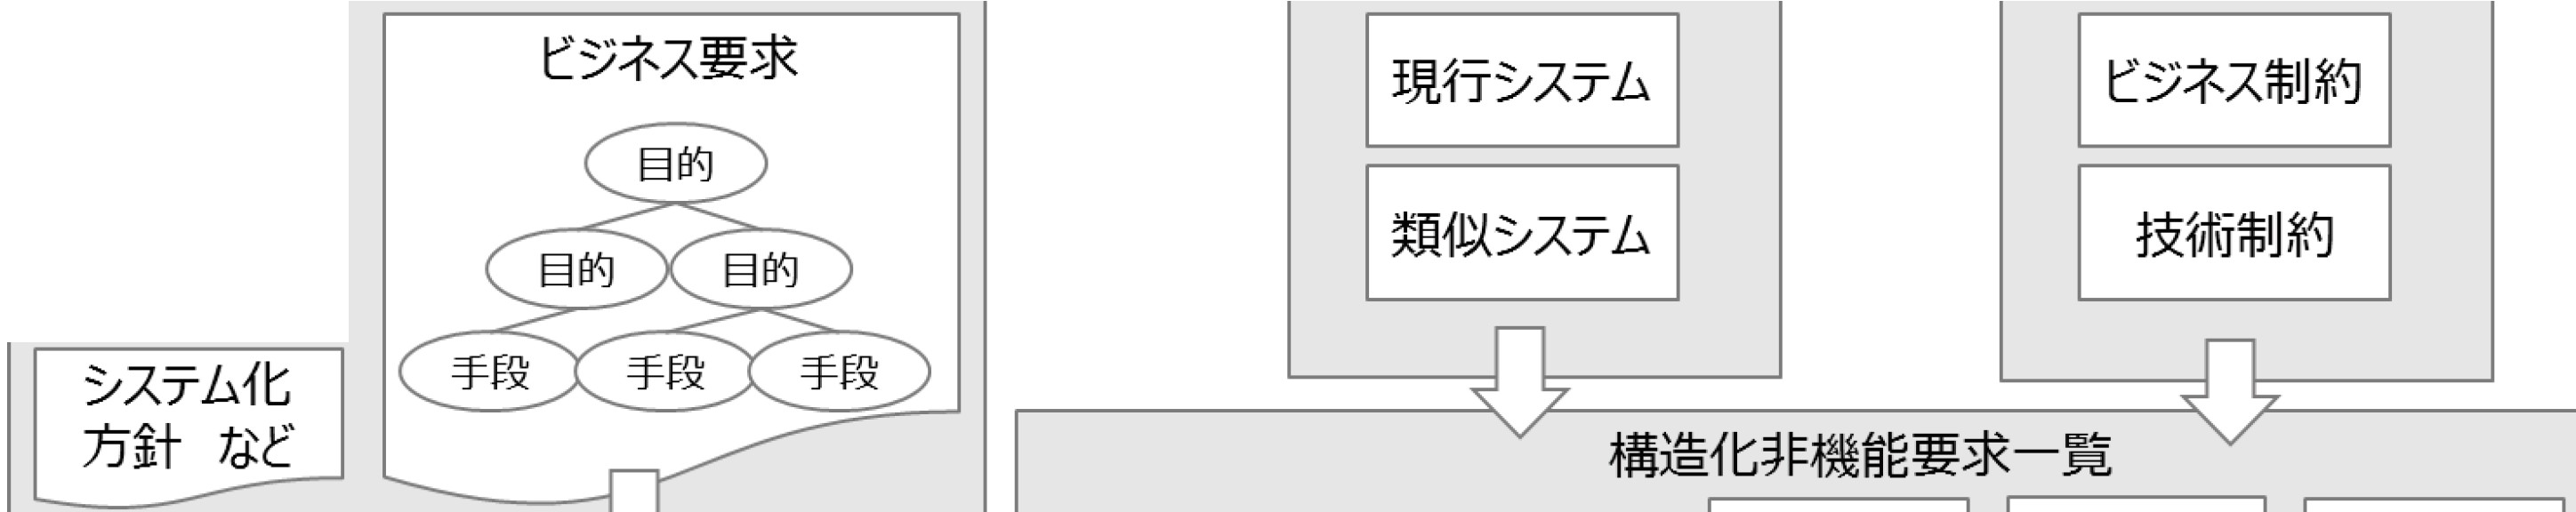 ビジネス要求
目的
目的
目的
手段
手段
手段
システム化
方針　など
現行システム
類似システム
ビジネス制約
技術制約
構造化非機能要求一覧